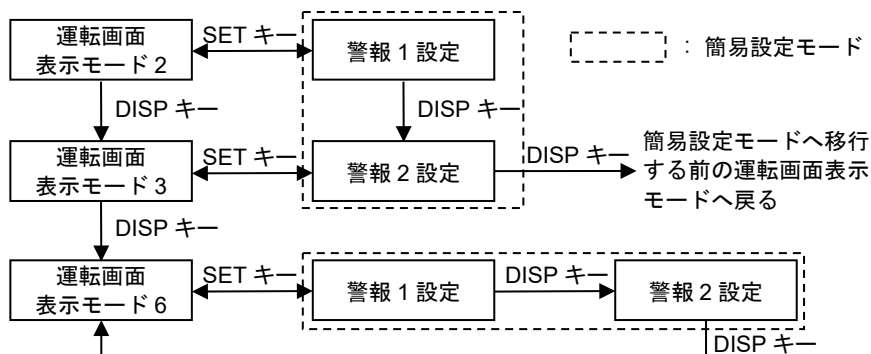 運転画面
表示モード 2
SET キー
警報 1 設定
: 簡易設定モード
DISP キー
DISP キー
運転画面
表示モード 3
SET キー
警報 2 設定
DISP キー
簡易設定モードへ移行
する前の運転画面表示
モードへ戻る
DISP キー
運転画面
表示モード 6
SET キー
警報 1 設定
DISP キー
警報 2 設定
DISP キー